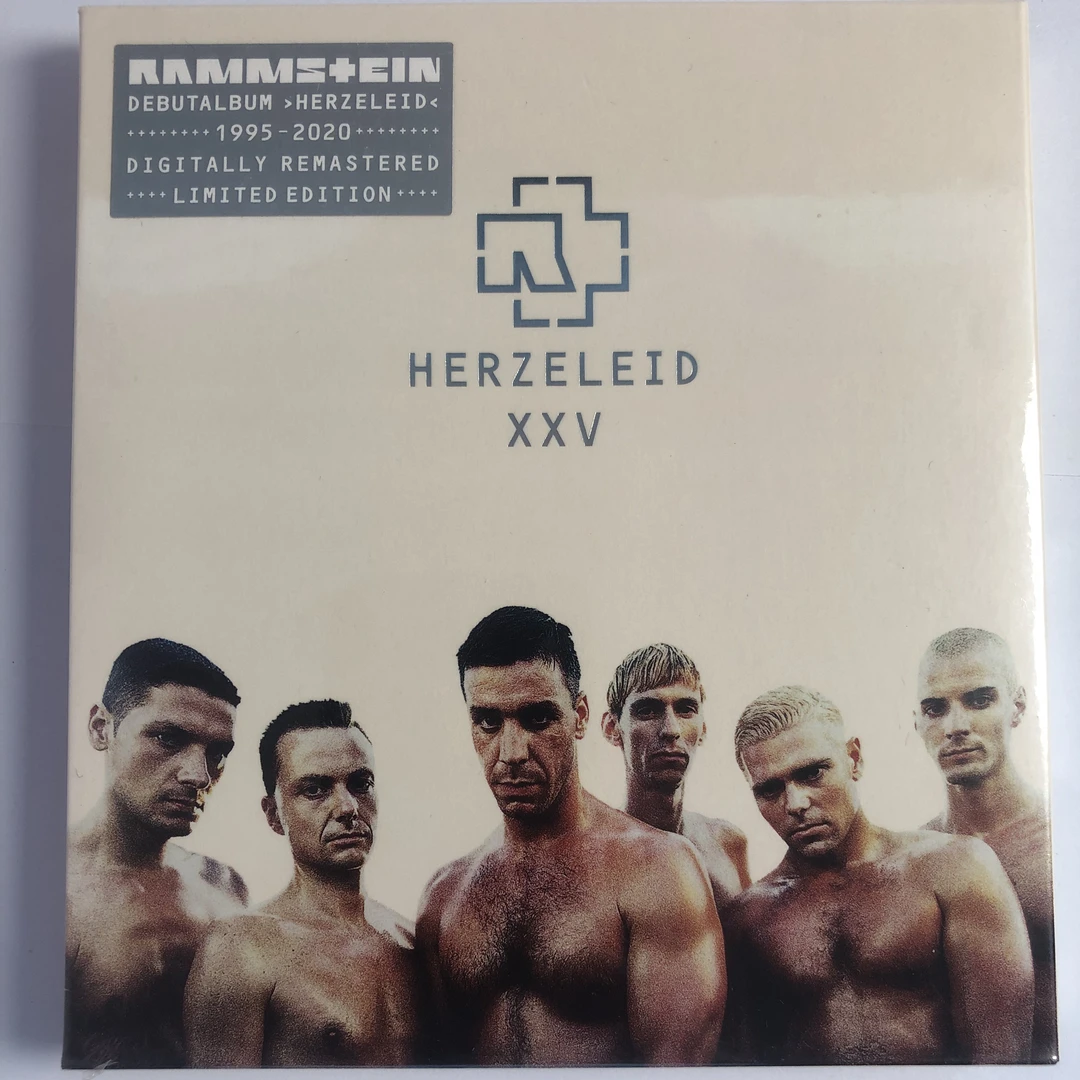 RAMMSTEIN
DEBUTALBUM >HERZELEID<
++++++++ 1995-2020 ++++++++
DIGITALLY REMASTERED
++++ LIMITED EDITION ++++
HERZELEID
XXV